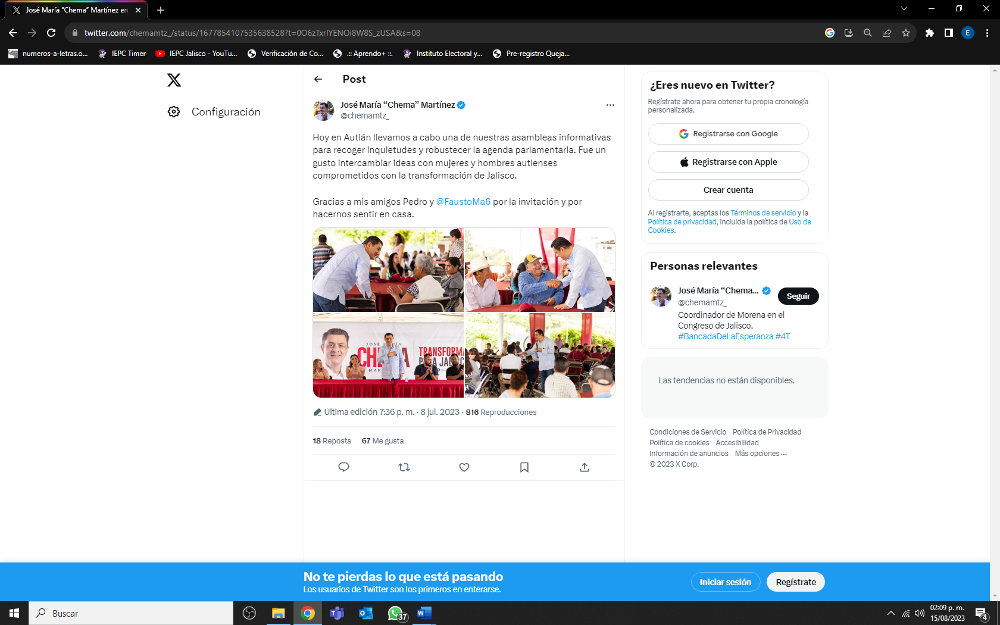 José María “Chema” Martínez en
twitter.com/chemamtz_/status/1677854107535638528?t=0O6zTxrIYENOi8W8S_zUSA&s=08
E
numeros-a-letras.o...
IEPC Timer
IEPC Jalisco - YouTu...
Verificación de Co...
.:: Aprendo+ ::.
Instituto Electoral y...
Pre-registro Queja...
Configuración
Post
José María “Chema” Martínez
@chemamtz_
Hoy en Autlán llevamos a cabo una de nuestras asambleas informativas
para recoger inquietudes y robustecer la agenda parlamentaria. Fue un
gusto intercambiar ideas con mujeres y hombres autlenses
comprometidos con la transformación de Jalisco.
Gracias a mis amigos Pedro y @FaustoMa6 por la invitación y por
hacernos sentir en casa.
Última edición 7:36 p. m. · 8 jul. 2023 · 816 Reproducciones
18 Reposts 67 Me gusta
¿Eres nuevo en Twitter?
Regístrate ahora para obtener tu propia cronología
personalizada.
Registrarse con Google
Registrarse con Apple
Crear cuenta
Al registrarte, aceptas los Términos de servicio y la
Política de privacidad, incluida la política de Uso de
Cookies.
Personas relevantes
José María “Chema...
Seguir
@chemamtz_
Coordinador de Morena en el
Congreso de Jalisco.
#BancadaDeLaEsperanza #4T
Las tendencias no están disponibles.
Condiciones de Servicio Política de Privacidad
Política de cookies Accesibilidad
Información de anuncios Más opciones ···
© 2023 X Corp.
No te pierdas lo que está pasando
Los usuarios de Twitter son los primeros en enterarse.
Iniciar sesión
Regístrate
Buscar
37
02:09 p. m.
15/08/2023
4